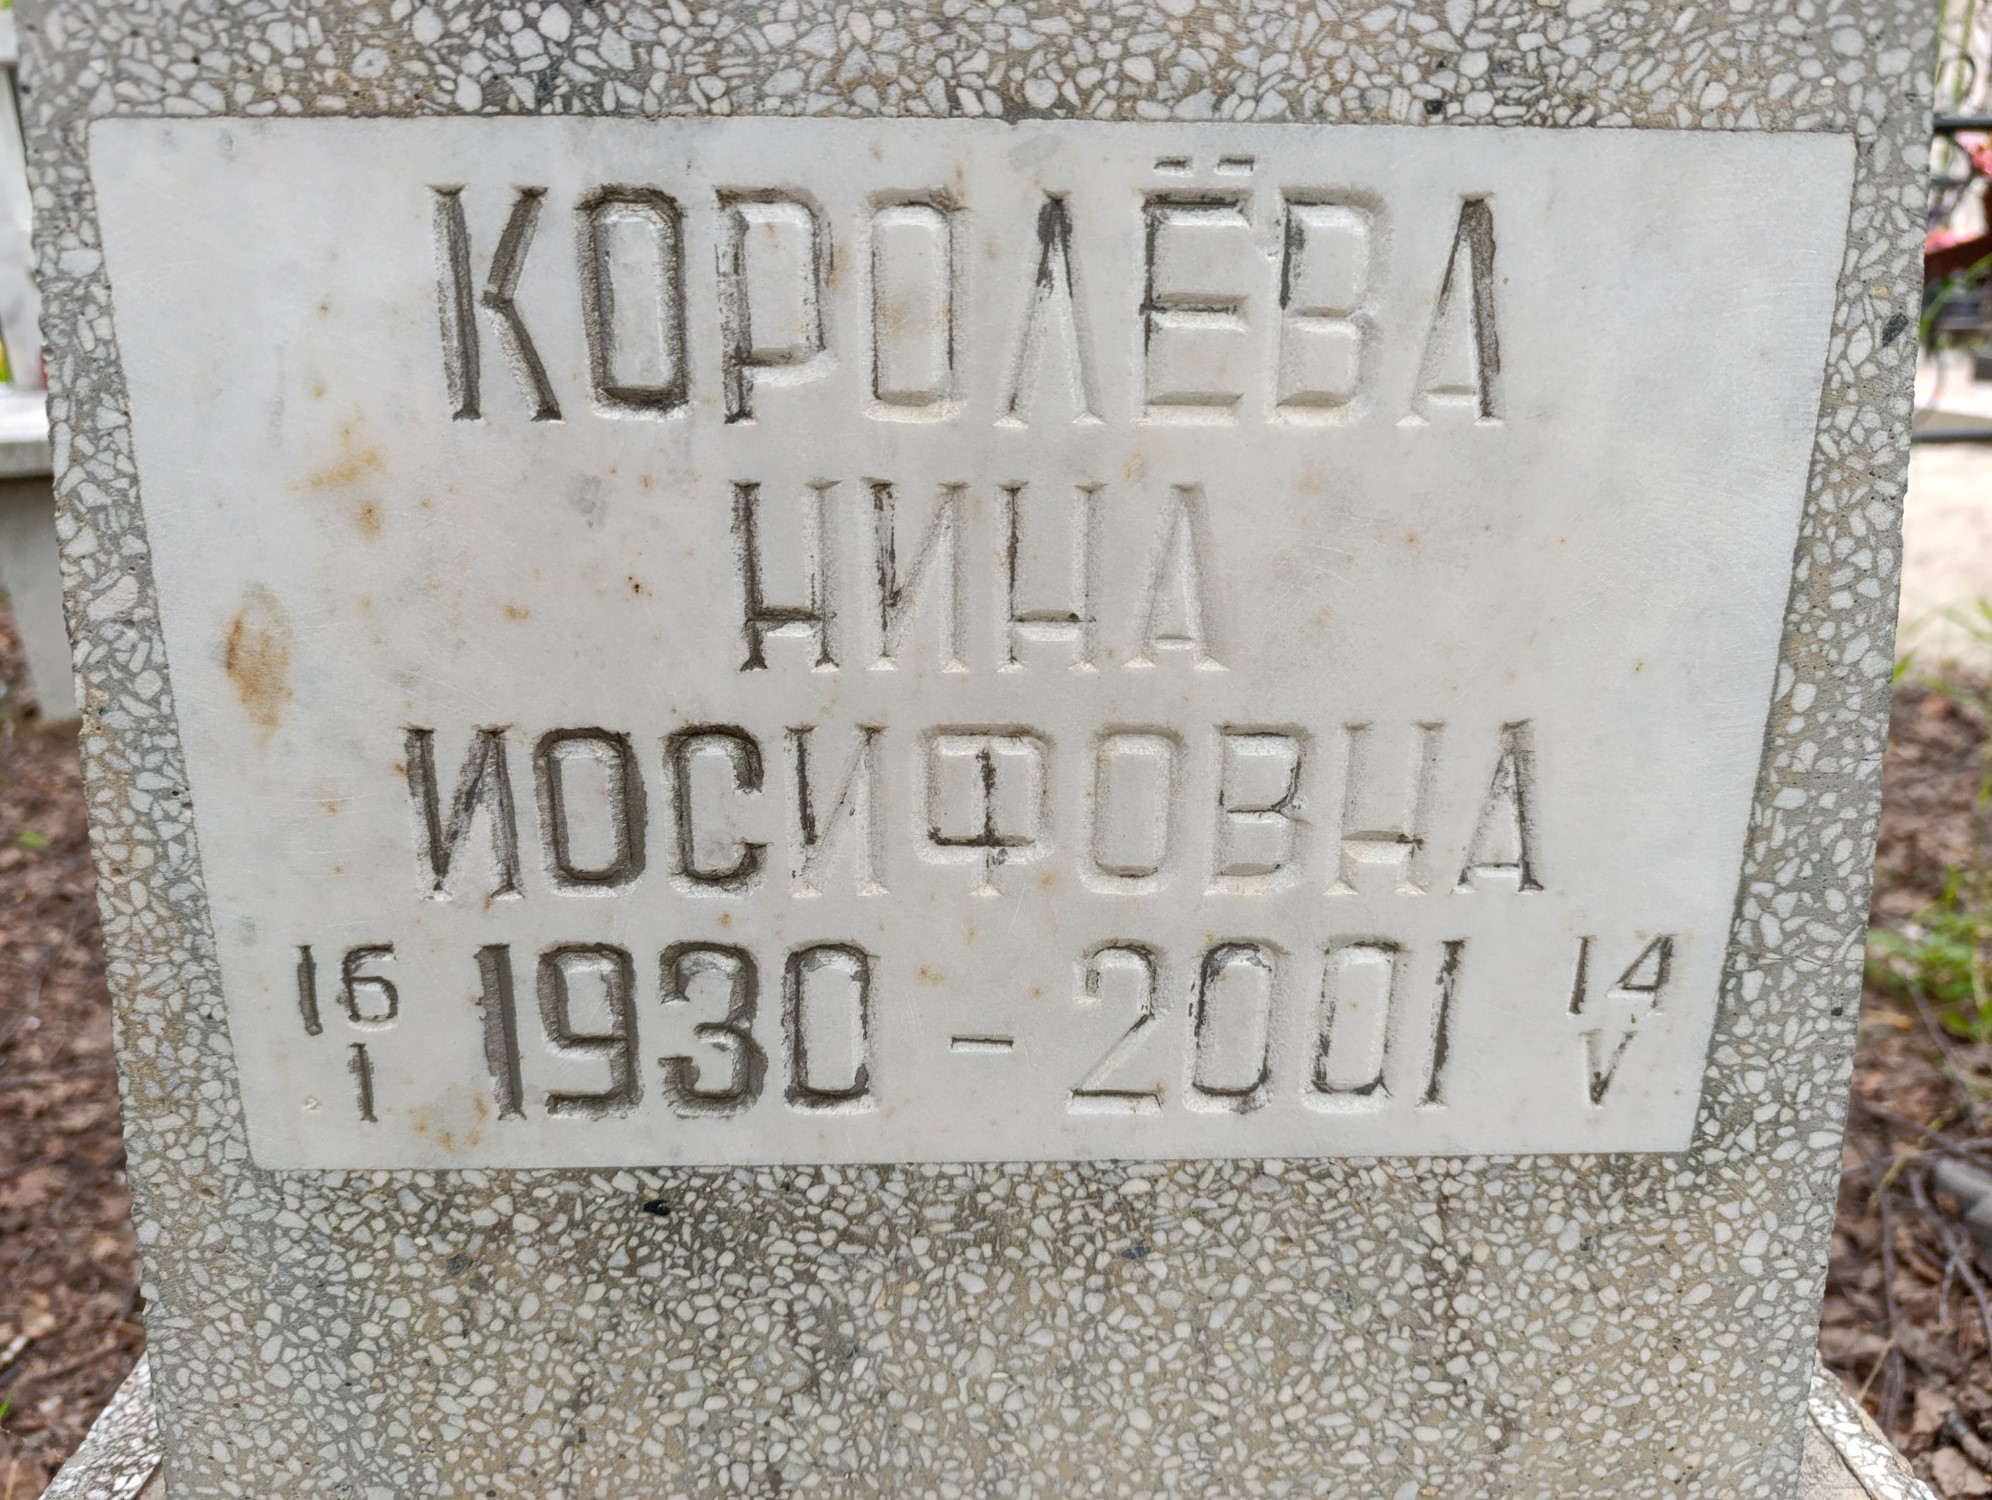 КОРОЛЁВА
НИНА
ИОСИФОВНА
16 1930 - 2001 14
I V